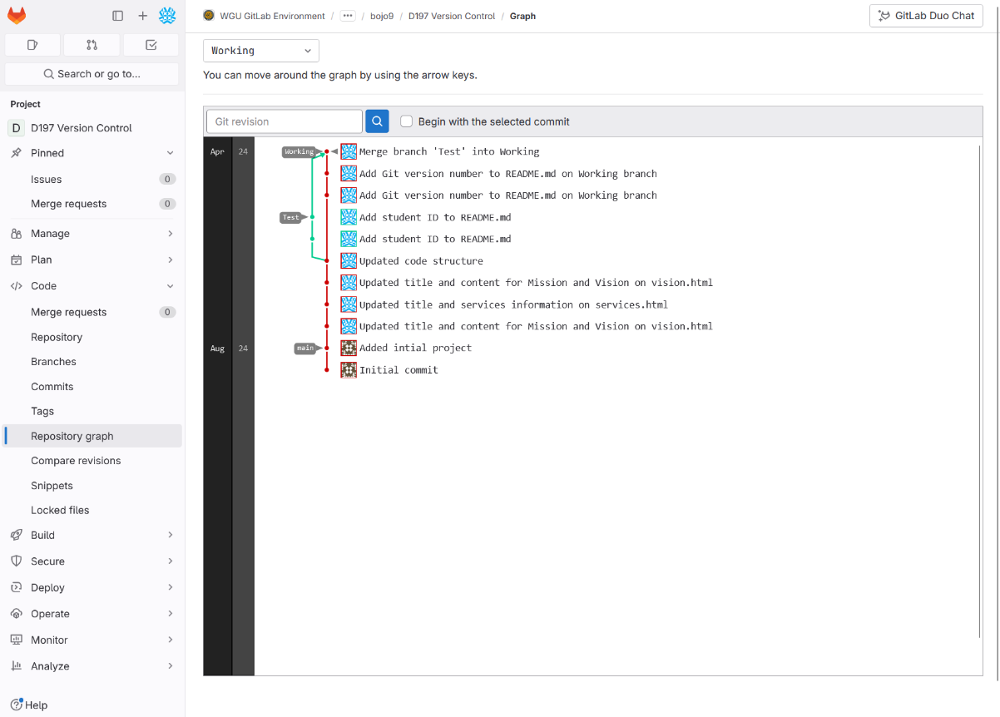 WGU GitLab Environment / ... / bojo9 / D197 Version Control / Graph
GitLab Duo Chat
Search or go to...
Project
D D197 Version Control
Pinned
Issues 0
Merge requests 0
Manage
Plan
Code
Merge requests 0
Repository
Branches
Commits
Tags
Repository graph
Compare revisions
Snippets
Locked files
Build
Secure
Deploy
Operate
Monitor
Analyze
Help
Working
You can move around the graph by using the arrow keys.
Git revision
Begin with the selected commit
Apr 24 Working Merge branch 'Test' into Working
Add Git version number to README.md on Working branch
Add Git version number to README.md on Working branch
Test Add student ID to README.md
Add student ID to README.md
Updated code structure
Updated title and content for Mission and Vision on vision.html
Updated title and services information on services.html
Updated title and content for Mission and Vision on vision.html
Aug 24 main Added intial project
Initial commit